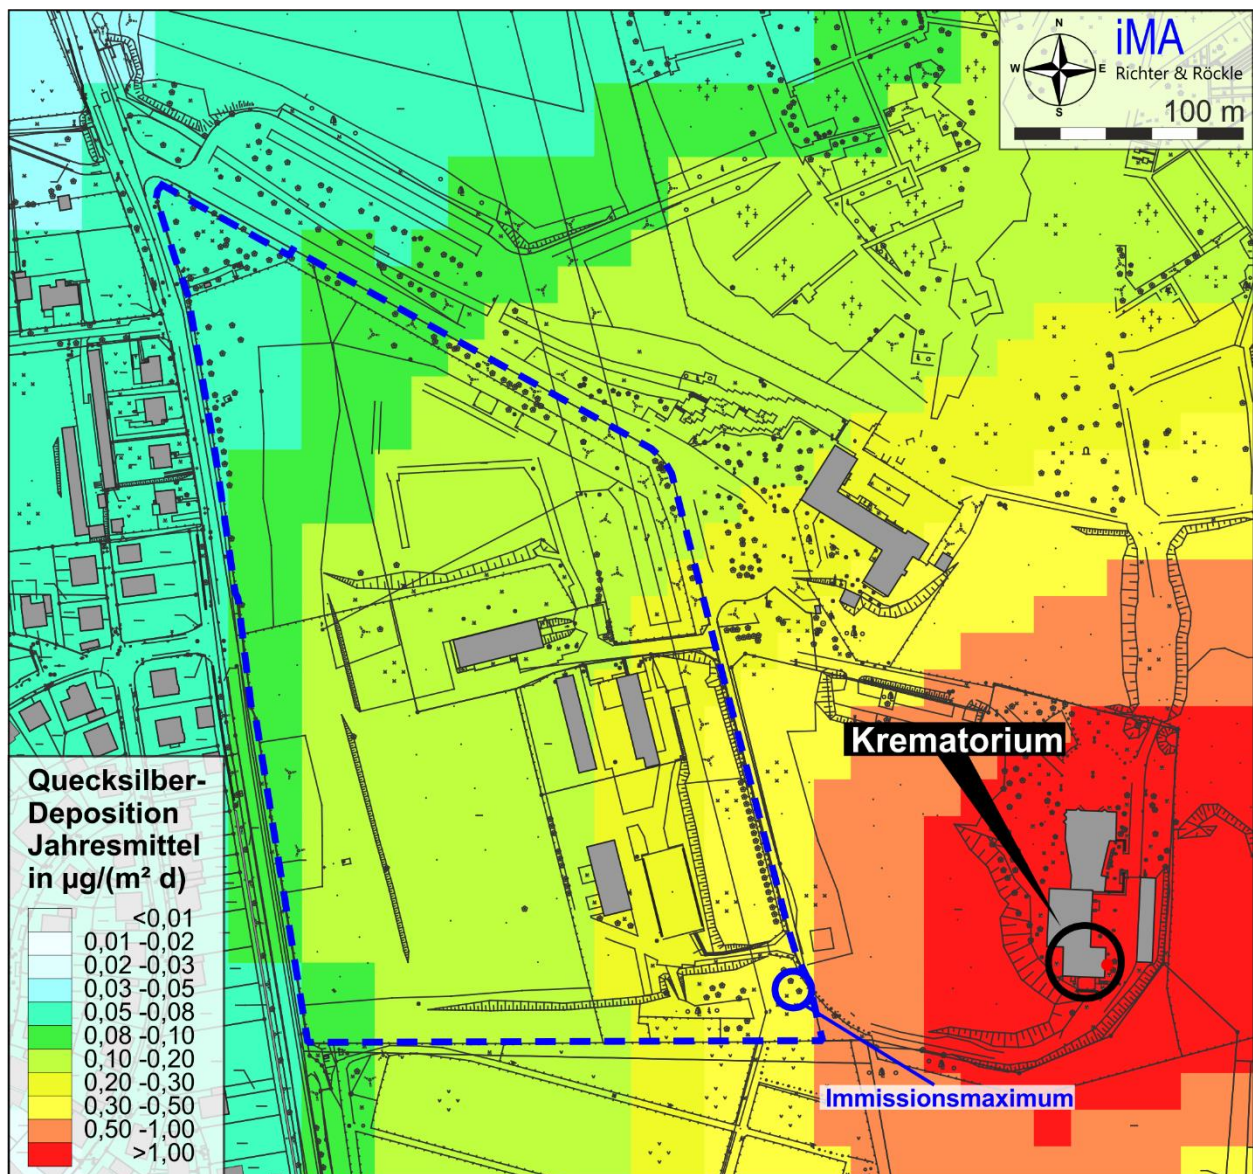 N
W
E
S
iMA
Richter & Röckle
100 m
Krematorium
Quecksilber-
Deposition
Jahresmittel
in µg/(m² d)
<0,01
0,01 -0,02
0,02 -0,03
0,03 -0,05
0,05 -0,08
0,08 -0,10
0,10 -0,20
0,20 -0,30
0,30 -0,50
0,50 -1,00
>1,00
Immissionsmaximum